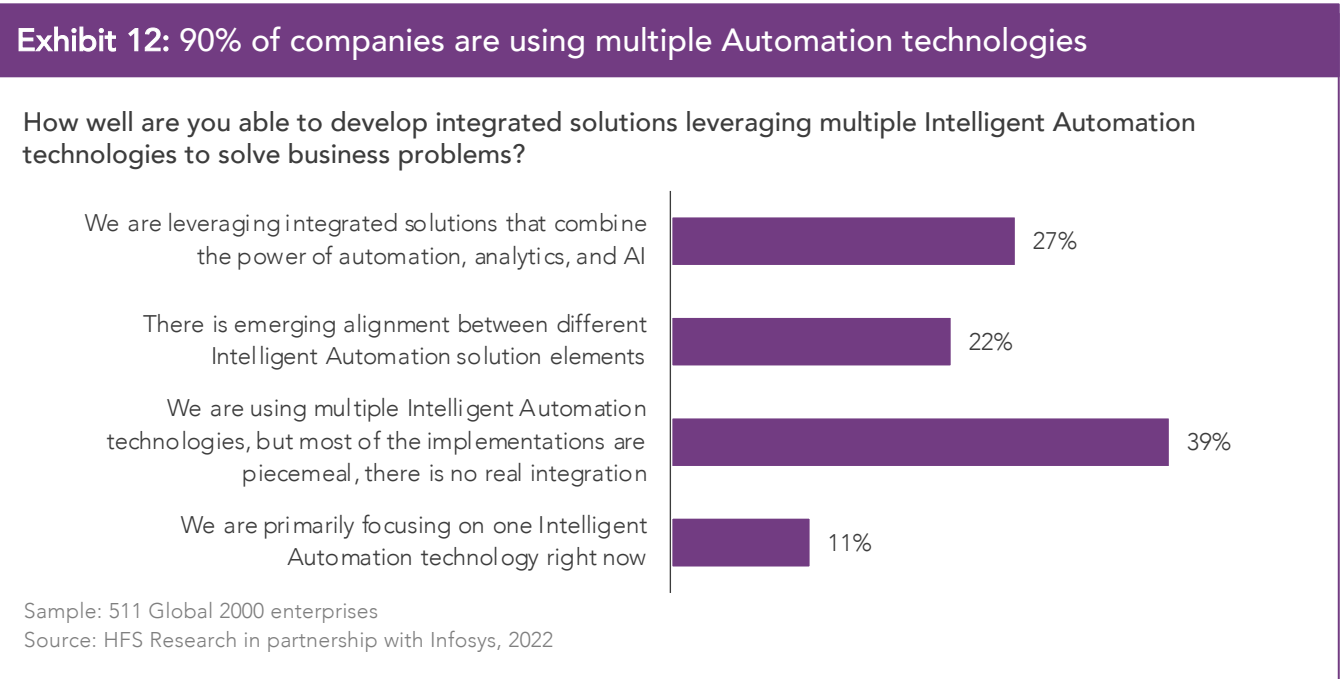 Exhibit 12: 90% of companies are using multiple Automation technologies
How well are you able to develop integrated solutions leveraging multiple Intelligent Automation
technologies to solve business problems?
We are leveraging integrated solutions that combine
the power of automation, analytics, and AI
27%
There is emerging alignment between different
Intelligent Automation solution elements
22%
We are using multiple Intelligent Automation
technologies, but most of the implementations are
piecemeal, there is no real integration
39%
We are primarily focusing on one Intelligent
Automation technology right now
11%
Sample: 511 Global 2000 enterprises
Source: HFS Research in partnership with Infosys, 2022